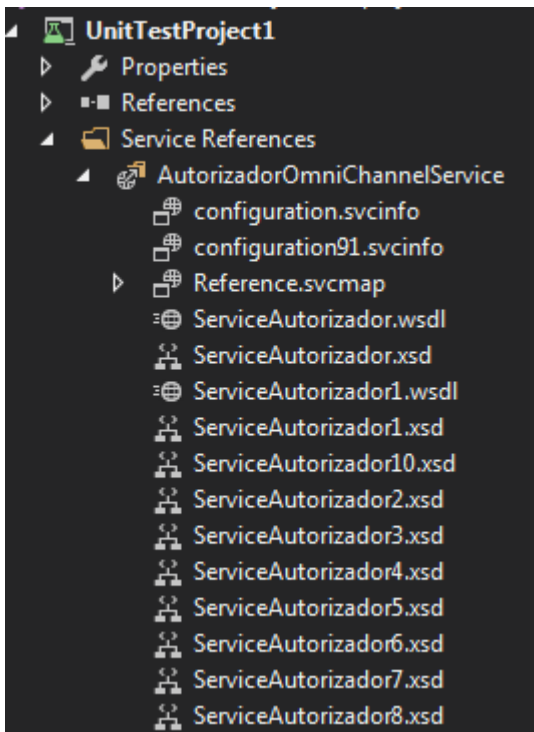 UnitTestProject1
Properties
References
Service References
AutorizadorOmniChannelService
configuration.svcinfo
configuration91.svcinfo
Reference.svcmap
ServiceAutorizador.wsdl
ServiceAutorizador.xsd
ServiceAutorizador1.wsdl
ServiceAutorizador1.xsd
ServiceAutorizador10.xsd
ServiceAutorizador2.xsd
ServiceAutorizador3.xsd
ServiceAutorizador4.xsd
ServiceAutorizador5.xsd
ServiceAutorizador6.xsd
ServiceAutorizador7.xsd
ServiceAutorizador8.xsd